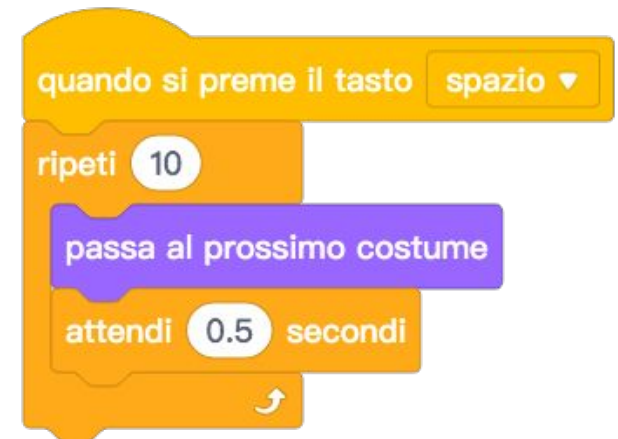 quando si preme il tasto spazio
ripeti 10
passa al prossimo costume
attendi 0.5 secondi